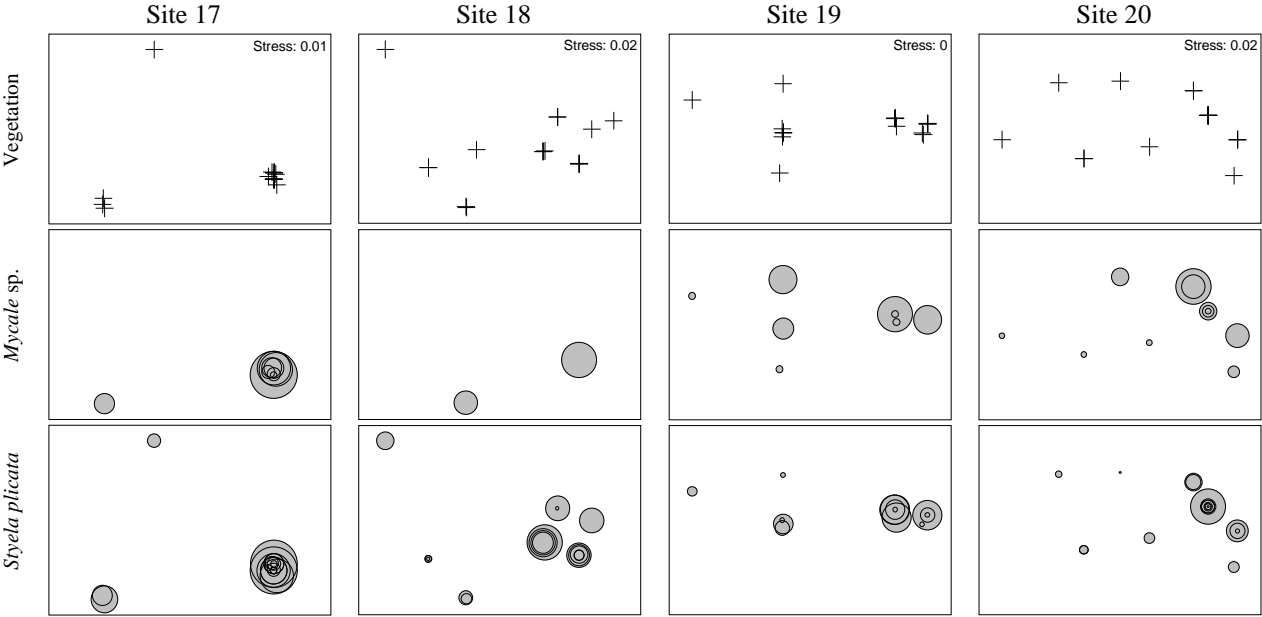 Site 17 Site 18 Site 19 Site 20
Vegetation
Stress: 0.01
Stress: 0.02
Stress: 0
Stress: 0.02
Mycale sp.
Styela plicata